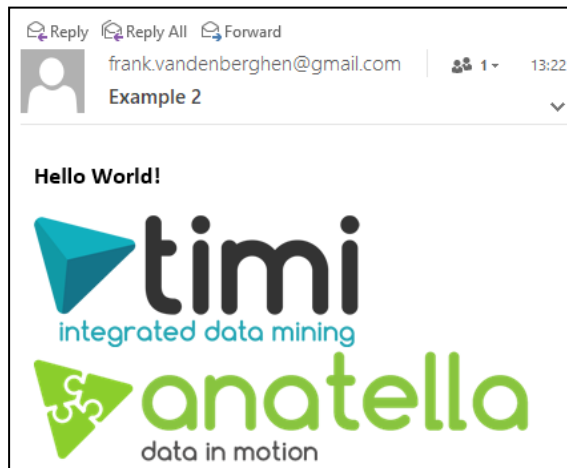 Reply Reply All Forward
frank.vandenberghen@gmail.com 1 13:22
Example 2
Hello World!
timi
integrated data mining
anatella
data in motion